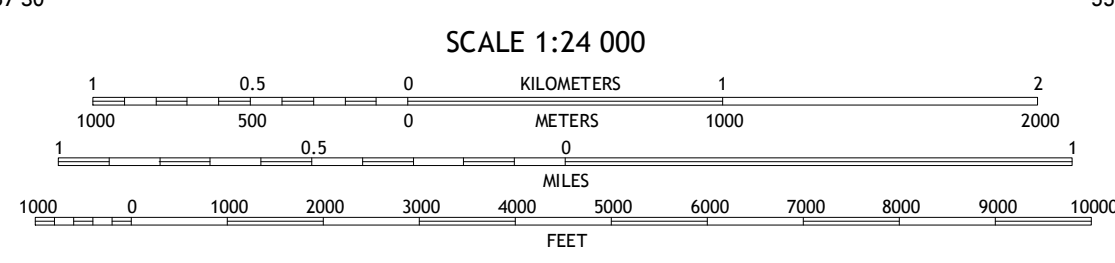 SCALE 1:24 000
1 0.5 0 KILOMETERS 1 2
1000 500 0 METERS 1000 2000
1 0.5 0 1
MILES
1000 0 1000 2000 3000 4000 5000 6000 7000 8000 9000 10000
FEET